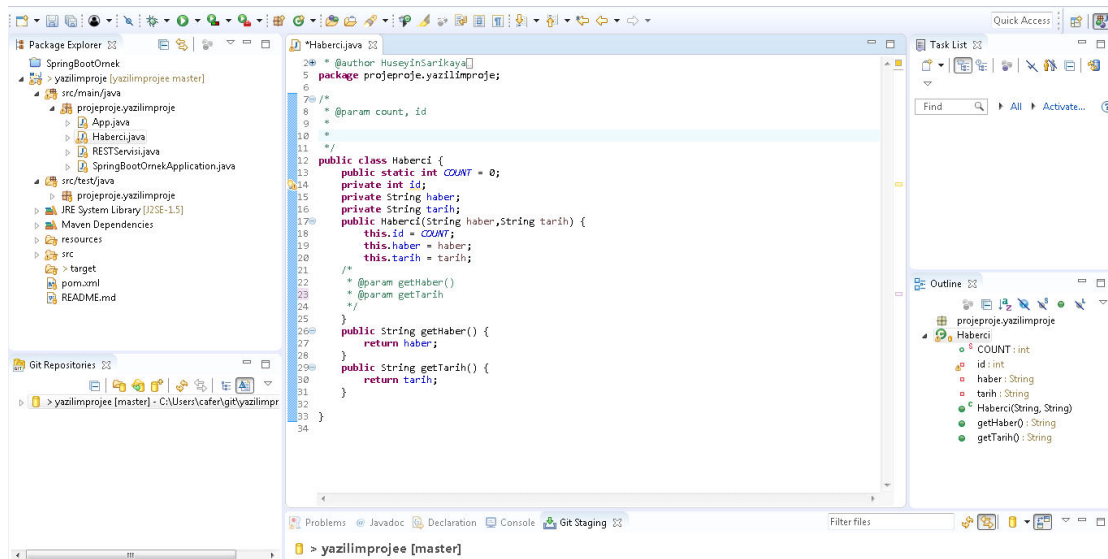 Quick Access
Package Explorer
SpringBootOrnek
> yazilimproje [yazilimprojee master]
src/main/java
projeproje.yazilimproje
App.java
Haberci.java
RESTServisi.java
SpringBootOrnekApplication.java
src/test/java
projeproje.yazilimproje
JRE System Library [J2SE-1.5]
Maven Dependencies
resources
src
> target
pom.xml
README.md
Git Repositories
> yazilimprojee [master] - C:\Users\cafer\git\yazilimpr
*Haberci.java
2 * @author HuseyinSarikaya
5 package projeproje.yazilimproje;
6
7 /*
8 * @param count, id
9 *
10 *
11 */
12 public class Haberci {
13 public static int COUNT = 0;
14 private int id;
15 private String haber;
16 private String tarih;
17 public Haberci(String haber,String tarih) {
18 this.id = COUNT;
19 this.haber = haber;
20 this.tarih = tarih;
21 /*
22 * @param getHaber()
23 * @param getTarih
24 */
25 }
26 public String getHaber() {
27 return haber;
28 }
29 public String getTarih() {
30 return tarih;
31 }
32
33 }
34
Problems @ Javadoc Declaration Console Git Staging
Filter files
> yazilimprojee [master]
Task List
Find All Activate...
Outline
projeproje.yazilimproje
Haberci
COUNT : int
id : int
haber : String
tarih : String
Haberci(String, String)
getHaber() : String
getTarih() : String